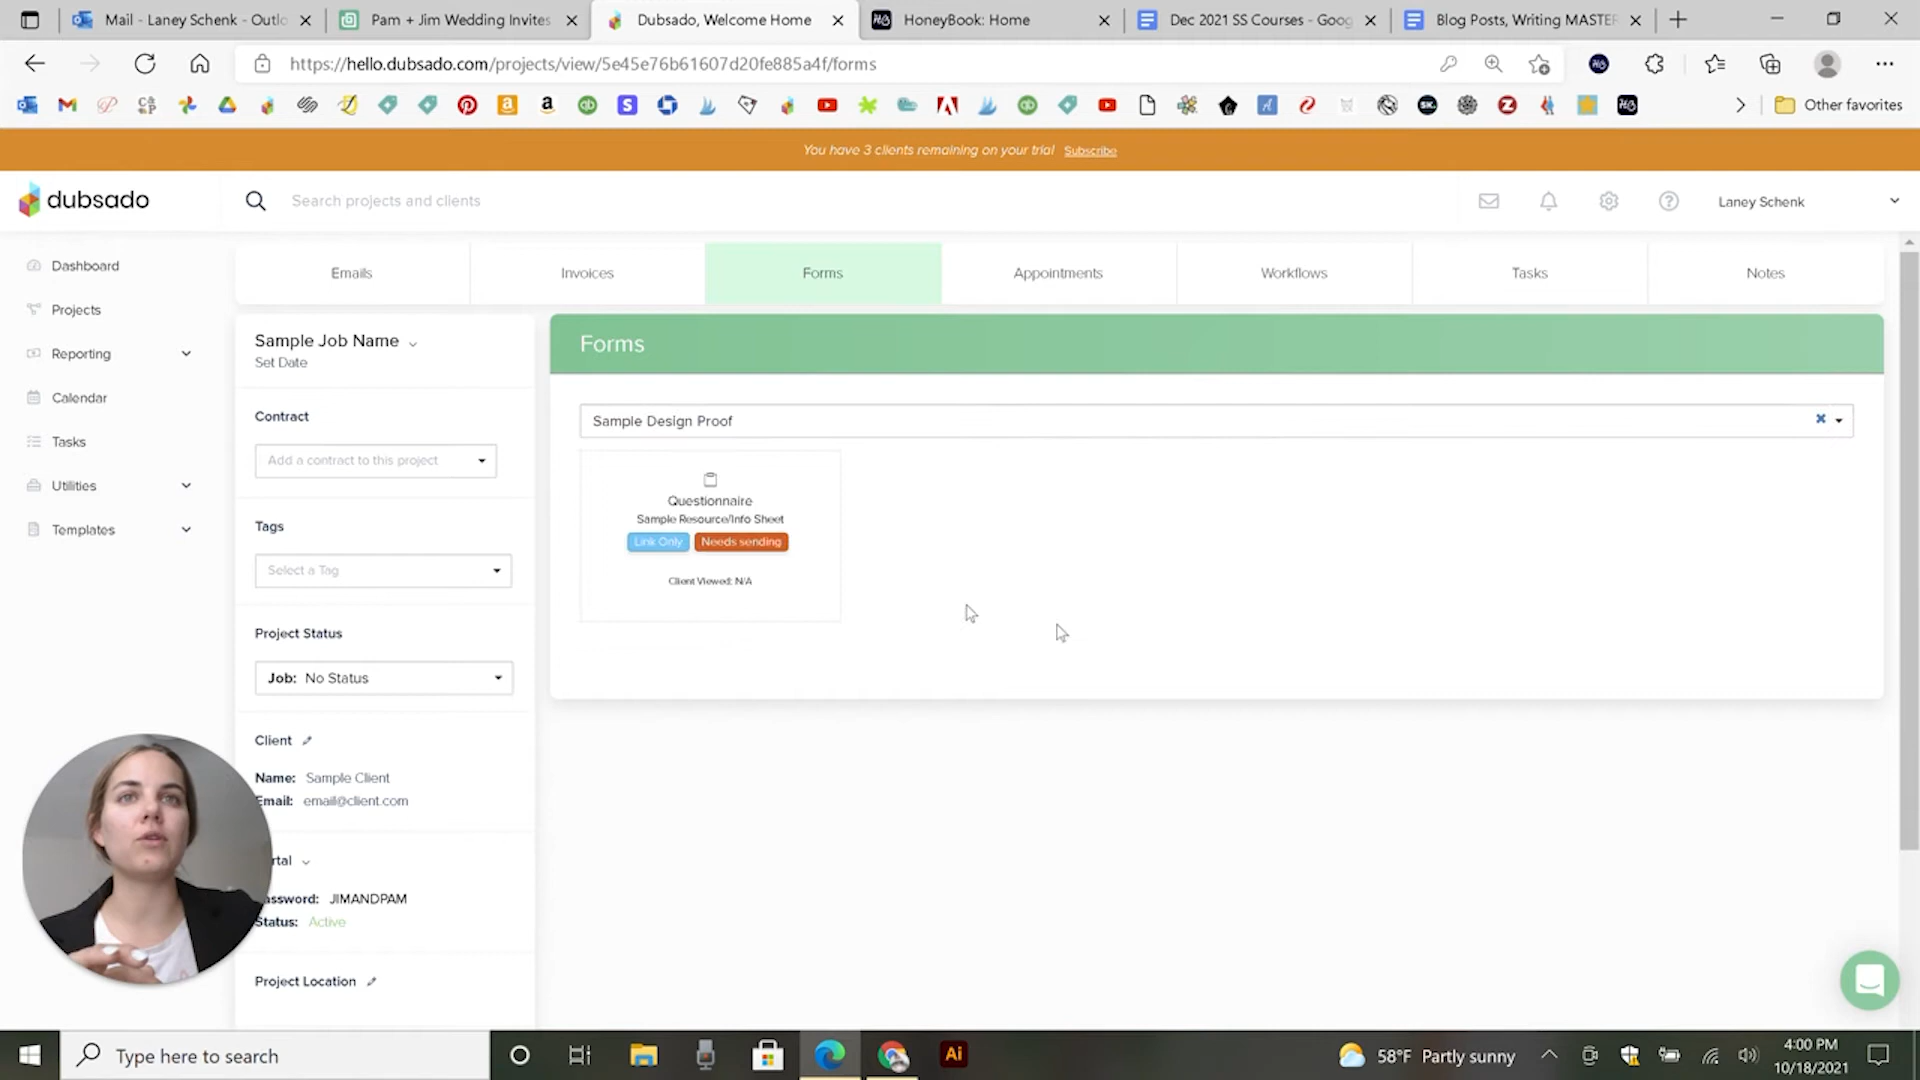 Mail - Laney Schenk - Outlo
Pam + Jim Wedding Invites
Dubsado, Welcome Home
HoneyBook: Home
Dec 2021 SS Courses - Goog
Blog Posts, Writing MASTER
https://hello.dubsado.com/projects/view/5e45e76b61607d20fe885a4f/forms
Other favorites
You have 3 clients remaining on your trial Subscribe
dubsado
Search projects and clients
Laney Schenk
Dashboard
Projects
Reporting
Calendar
Tasks
Utilities
Templates
Emails
Invoices
Forms
Appointments
Workflows
Tasks
Notes
Sample Job Name
Set Date
Contract
Add a contract to this project
Tags
Select a Tag
Project Status
Job: No Status
Client
Name: Sample Client
Email: email@client.com
rtal
assword: JIMANDPAM
Status: Active
Project Location
Forms
Sample Design Proof
Questionnaire
Sample Resource/Info Sheet
Link Only Needs sending
Client Viewed: N/A
Type here to search
Ai
58°F Partly sunny
4:00 PM
10/18/2021